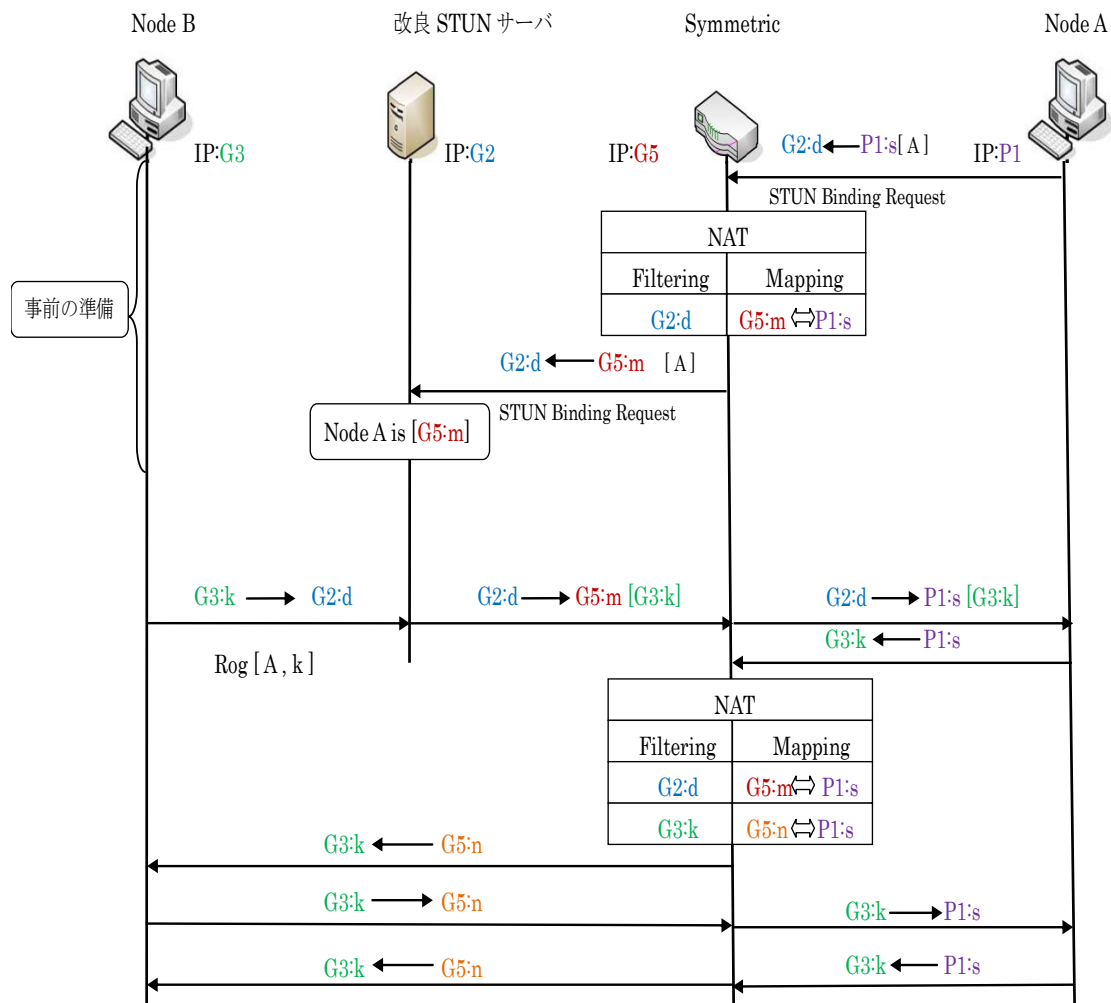 Node B 改良 STUN サーバ Symmetric Node A
IP:G3 IP:G2 IP:G5 G2:d P1:s[A] IP:P1
STUN Binding Request
NAT
Filtering Mapping
G2:d G5:m⇔P1:s
事前の準備
G2:d G5:m [A]
STUN Binding Request
Node A is [G5:m]
G3:k G2:d G2:d G5:m [G3:k] G2:d P1:s [G3:k]
G3:k P1:s
Rog [A , k]
NAT
Filtering Mapping
G2:d G5:m⇔P1:s
G3:k G5:n⇔P1:s
G3:k G5:n
G3:k G5:n G3:k P1:s
G3:k G5:n G3:k P1:s